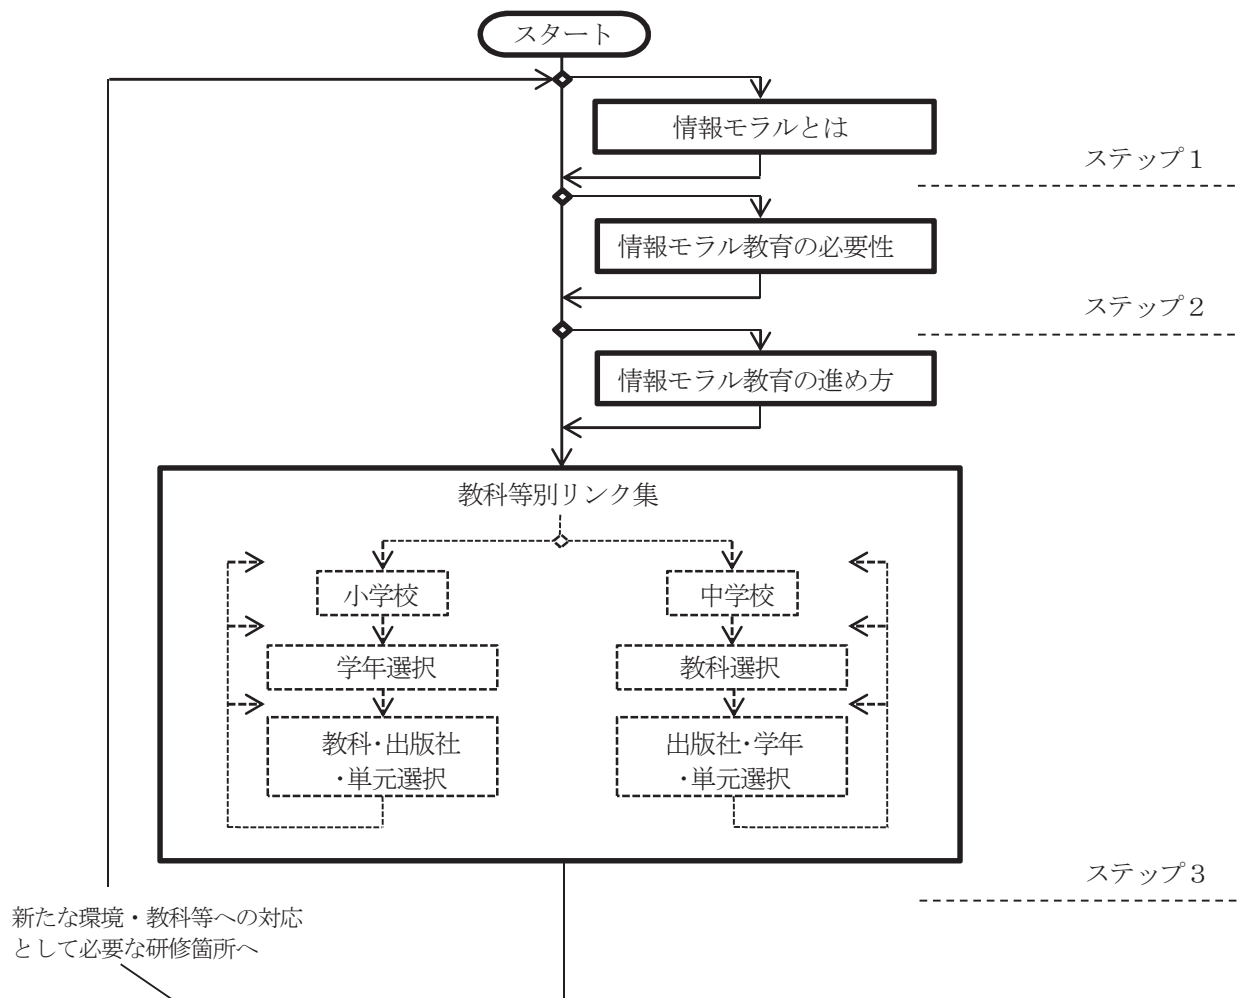 スタート
情報モラルとは
ステップ１
情報モラル教育の必要性
ステップ２
情報モラル教育の進め方
教科等別リンク集
小学校
中学校
学年選択
教科選択
教科・出版社
・単元選択
出版社・学年
・単元選択
ステップ３
新たな環境・教科等への対応
として必要な研修箇所へ